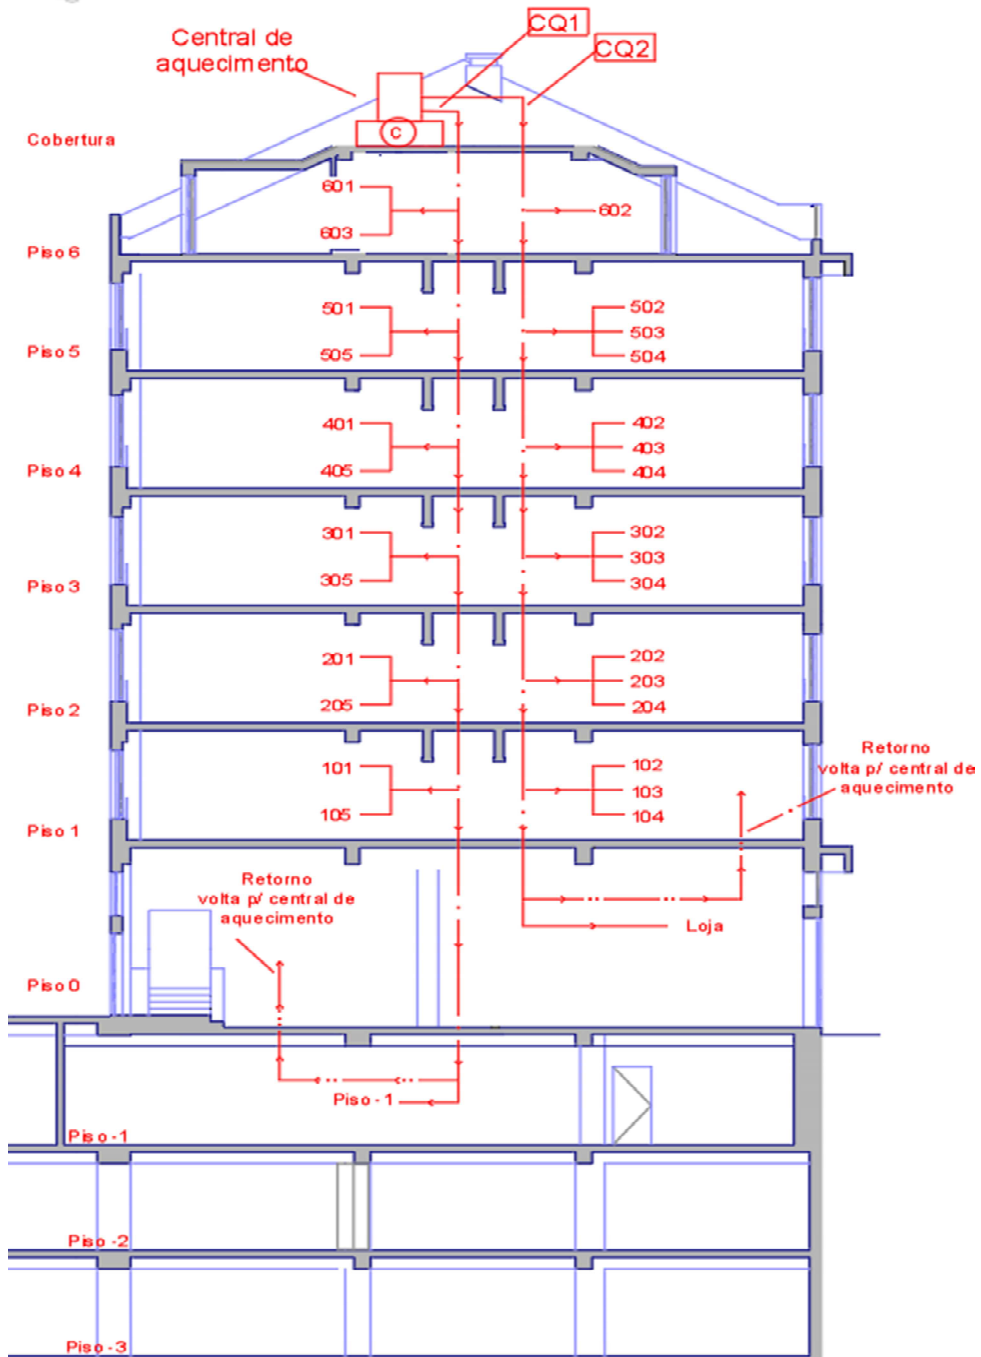 CQ1
Central de
aquecimento
CQ2
C
Cobertura
601
602
603
Piso 6
501
502
503
Piso 5
505
504
401
402
403
Piso 4
405
404
301
302
303
305
304
Piso 3
201
202
203
Piso 2
205
204
Retorno
volta p/ central de
aquecimento
101
102
103
105
104
Piso 1
Retorno
volta p/ central de
aquecimento
Loja
Piso 0
Piso -1
Piso -1
Piso -2
Piso -3